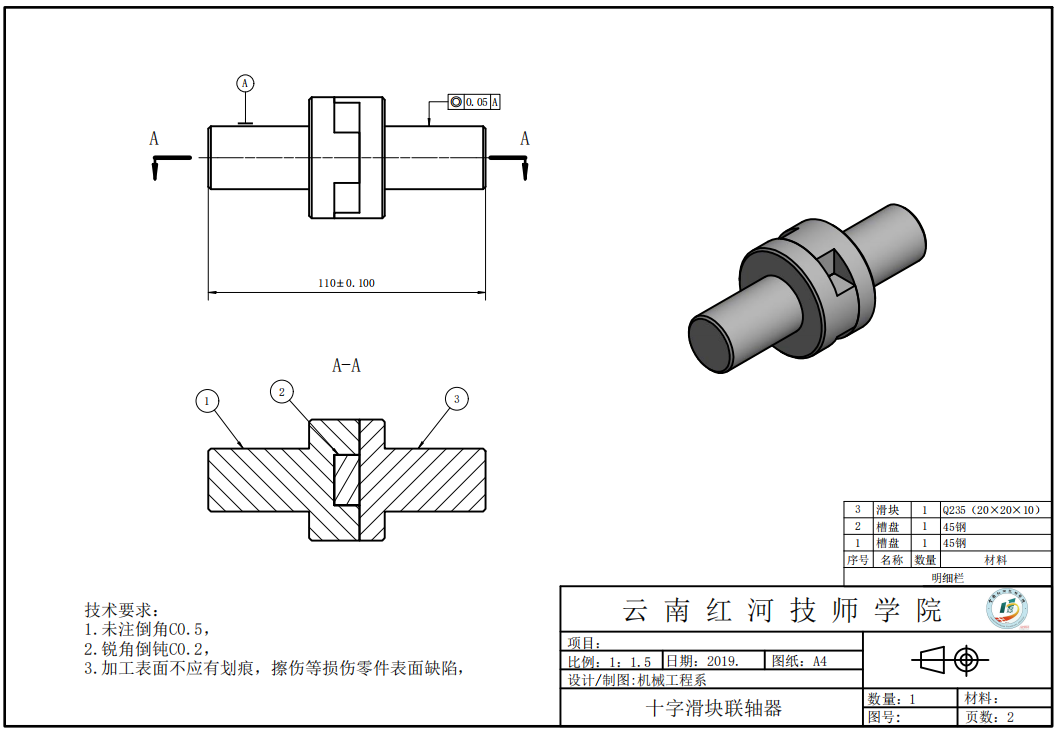 A
◎ 0.05 A
A
A
110±0.100
A-A
1
2
3
3 滑块 1 Q235（20×20×10）
2 槽盘 1 45钢
1 槽盘 1 45钢
序号 名称 数量 材料
明细栏
技术要求：
1.未注倒角C0.5，
2.锐角倒钝C0.2，
3.加工表面不应有划痕，擦伤等损伤零件表面缺陷，
云南红河技师学院
项目：
比例：1：1.5 日期：2019. 图纸：A4
设计/制图:机械工程系
十字滑块联轴器
数量：1 材料：
图号: 页数：2